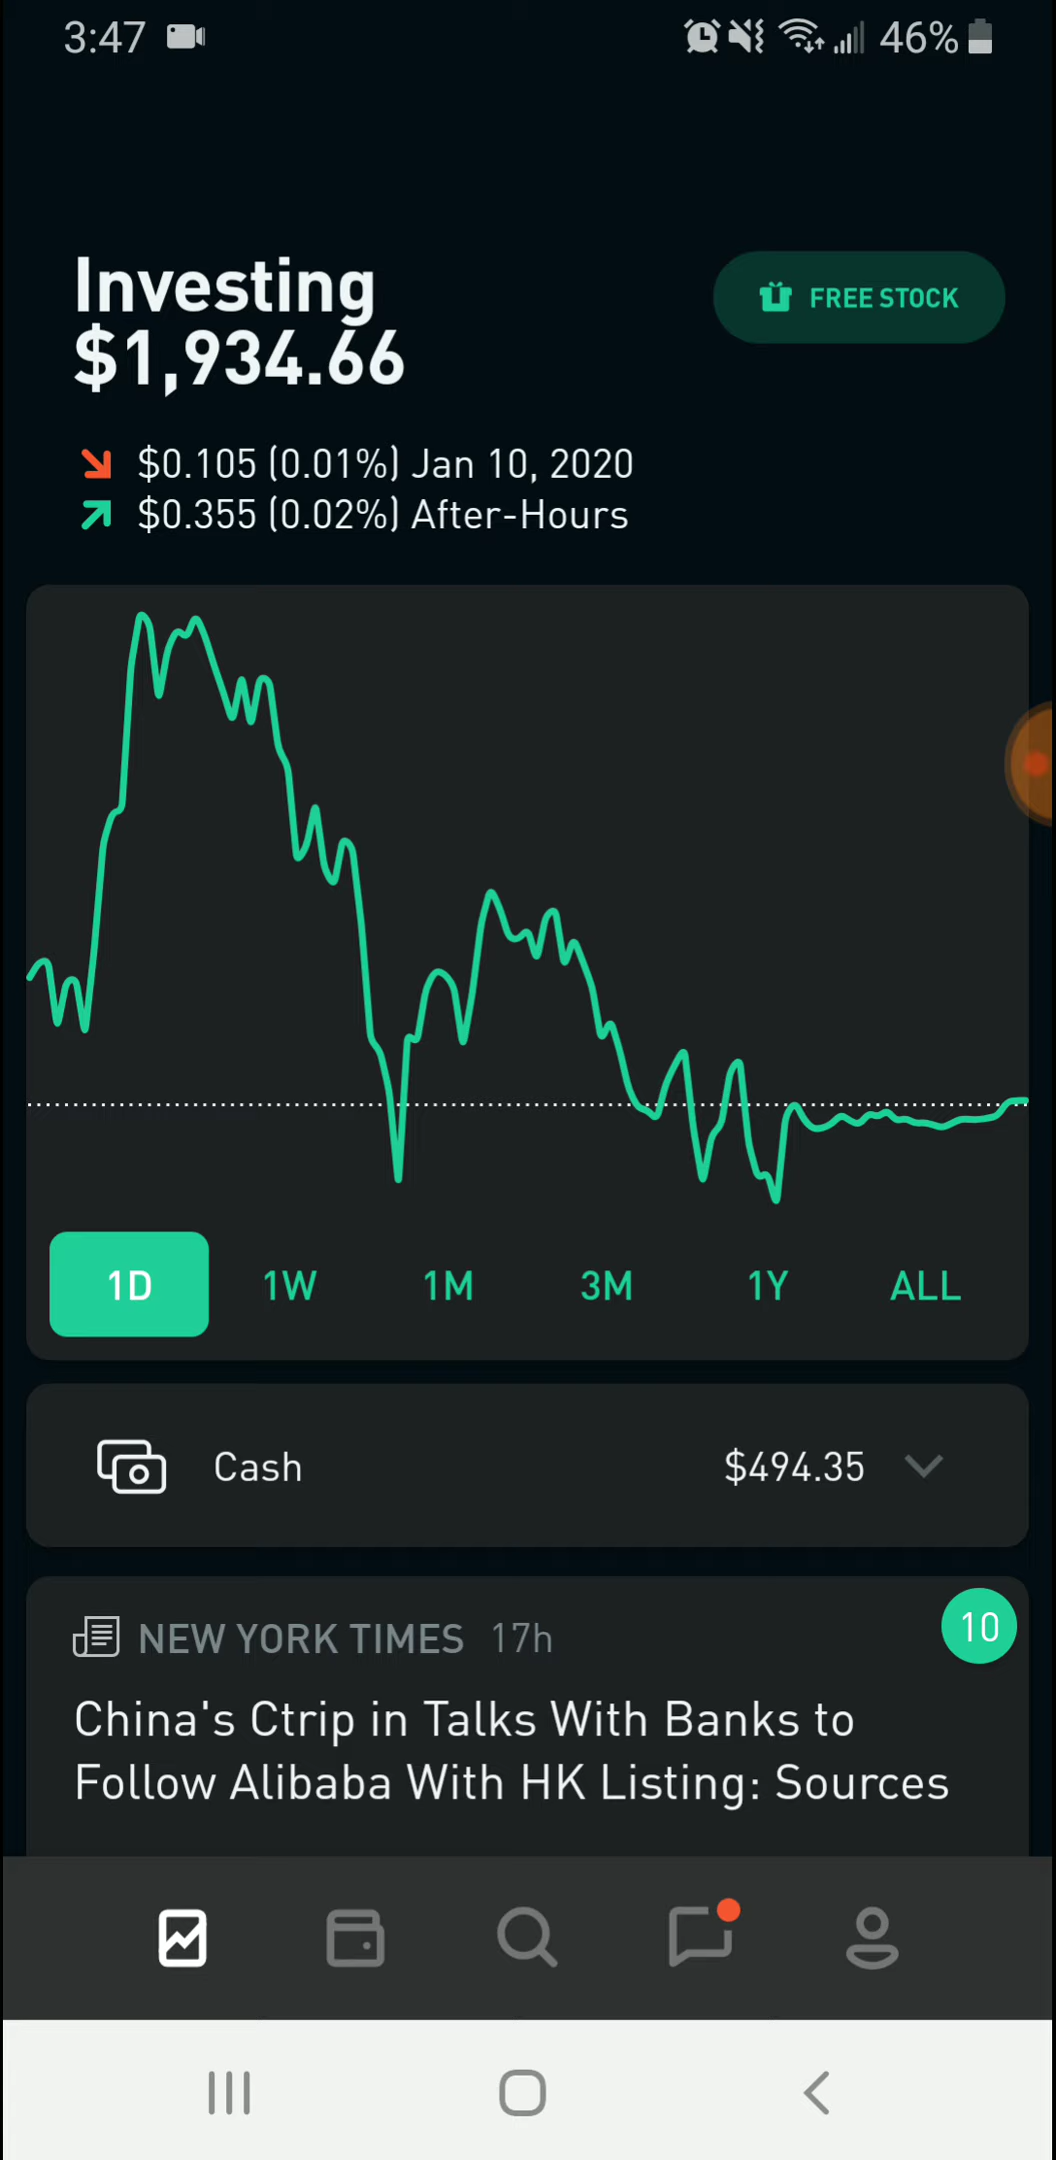 3:47 46%
Investing
$1,934.66
FREE STOCK
$0.105 (0.01%) Jan 10, 2020
$0.355 (0.02%) After-Hours
1D 1W 1M 3M 1Y ALL
Cash $494.35
NEW YORK TIMES 17h 10
China's Ctrip in Talks With Banks to
Follow Alibaba With HK Listing: Sources